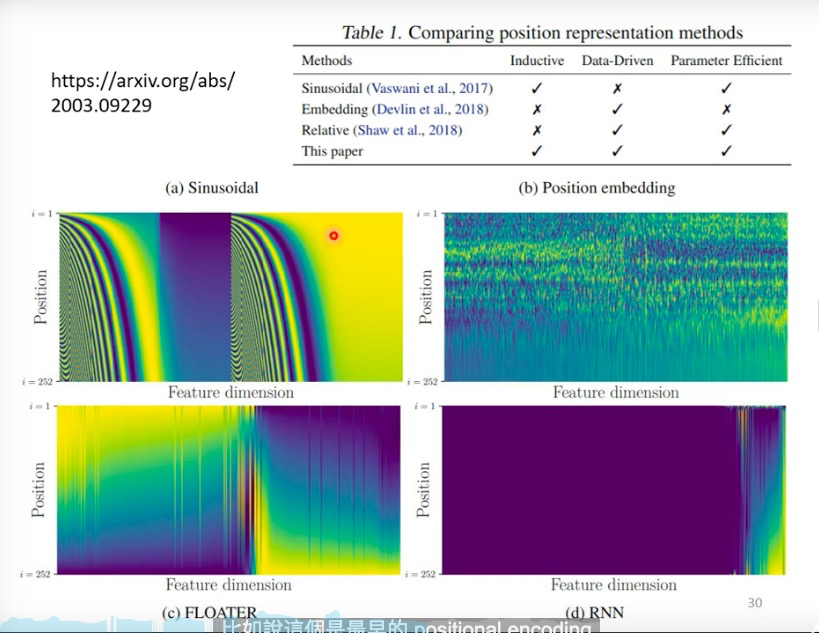 Table 1. Comparing position representation methods
https://arxiv.org/abs/
2003.09229
Methods Inductive Data-Driven Parameter Efficient
Sinusoidal (Vaswani et al., 2017) ✓ ✗ ✓
Embedding (Devlin et al., 2018) ✗ ✓ ✗
Relative (Shaw et al., 2018) ✗ ✓ ✓
This paper ✓ ✓ ✓
(a) Sinusoidal
i = 1
Position
i = 252
Feature dimension
(b) Position embedding
i = 1
Position
i = 252
Feature dimension
i = 1
Position
i = 252
Feature dimension
(c) FLOATER
i = 1
Position
i = 252
Feature dimension
(d) RNN
30
比如說這個是最早的 positional encoding